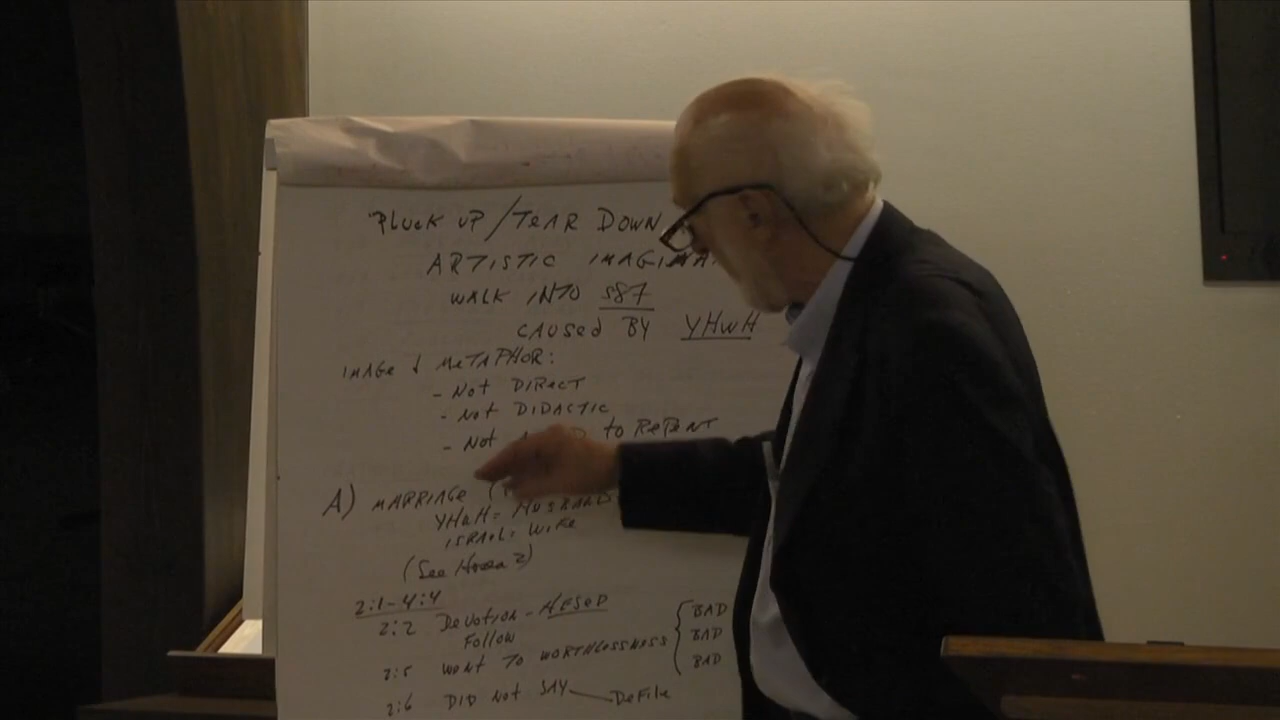 PLUCK UP/TEAR DOWN
ARTISTIC IMAGINA
WALK INTO 587
CAUSED BY YHWH
IMAGE & METAPHOR:
- NOT DIRECT
- NOT DIDACTIC
- NOT TO REPENT
A) MARRIAGE (
YHWH = HUSBAND
ISRAEL = WIFE
(See Hosea 2)
2:1-4:4
2:2 DEVOTION - HESED
FOLLOW
2:5 WENT TO WORTHLESSNESS { BAD
BAD
BAD
2:6 DID NOT SAY — DEFILE